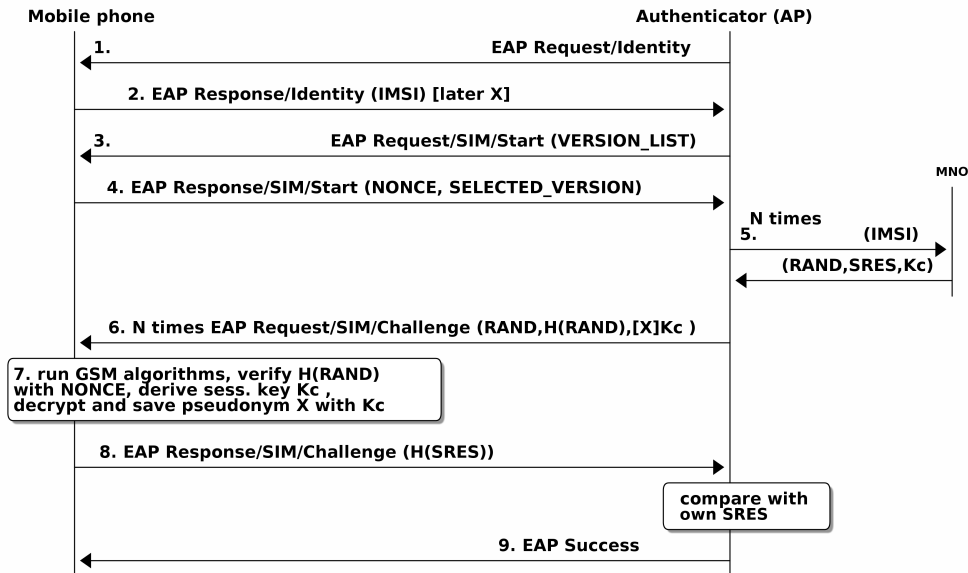 Mobile phone
Authenticator (AP)
1. EAP Request/Identity
2. EAP Response/Identity (IMSI) [later X]
3. EAP Request/SIM/Start (VERSION_LIST)
4. EAP Response/SIM/Start (NONCE, SELECTED_VERSION)
MNO
N times
5. (IMSI)
(RAND,SRES,Kc)
6. N times EAP Request/SIM/Challenge (RAND,H(RAND),[X]Kc )
7. run GSM algorithms, verify H(RAND)
with NONCE, derive sess. key Kc ,
decrypt and save pseudonym X with Kc
8. EAP Response/SIM/Challenge (H(SRES))
compare with
own SRES
9. EAP Success